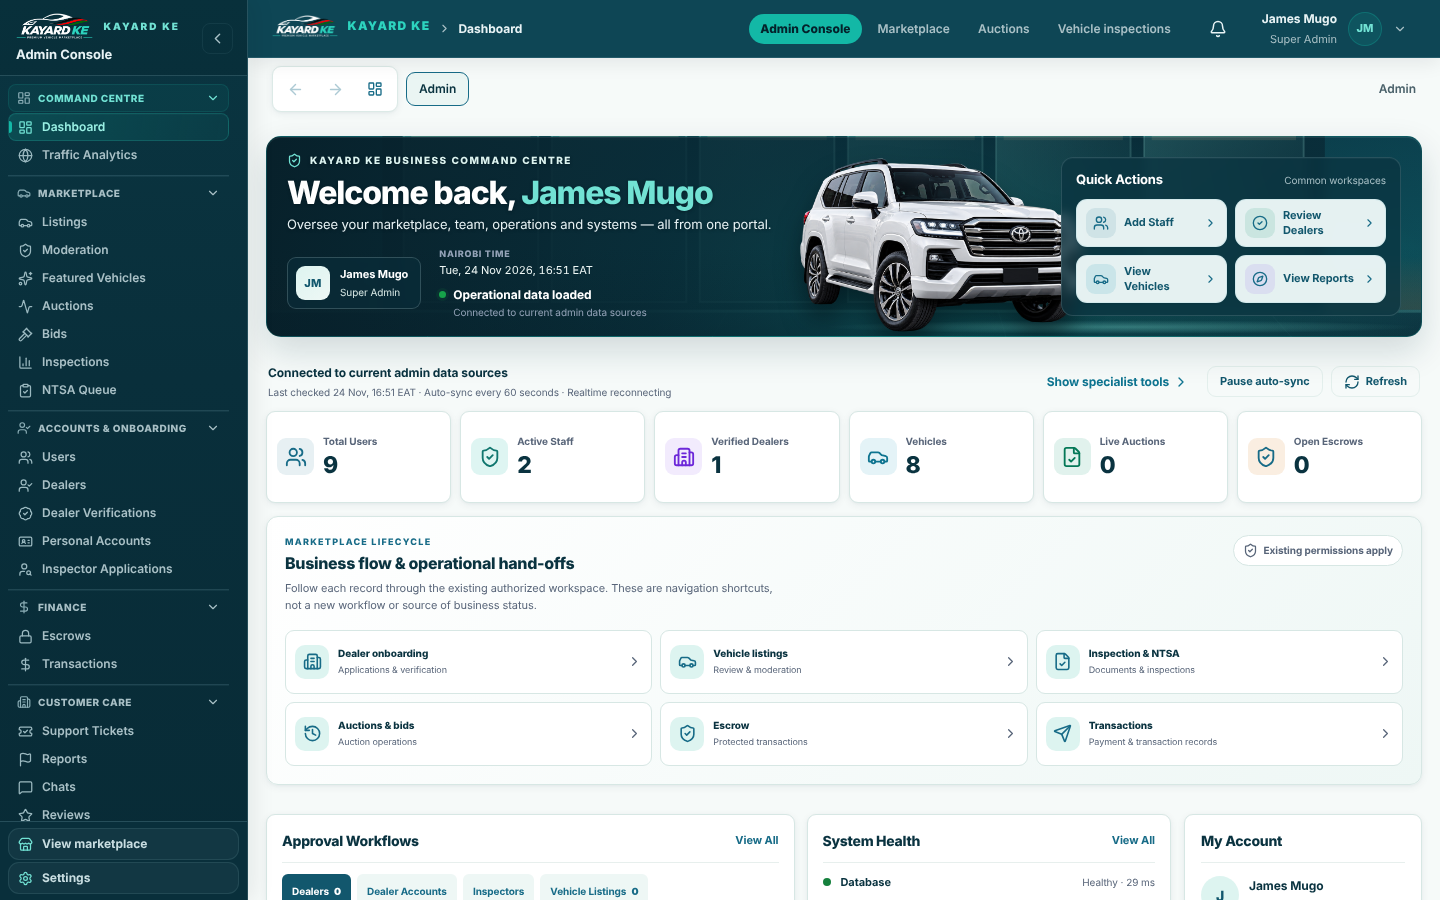 KAYARD KE
KAYARD KE
Admin Console
COMMAND CENTRE
Dashboard
Traffic Analytics
MARKETPLACE
Listings
Moderation
Featured Vehicles
Auctions
Bids
Inspections
NTSA Queue
ACCOUNTS & ONBOARDING
Users
Dealers
Dealer Verifications
Personal Accounts
Inspector Applications
FINANCE
Escrows
Transactions
CUSTOMER CARE
Support Tickets
Reports
Chats
Reviews
View marketplace
Settings
KAYARD KE
KAYARD KE
Dashboard
Admin Console
Marketplace
Auctions
Vehicle inspections
James Mugo
Super Admin
JM
Admin
Admin
KAYARD KE BUSINESS COMMAND CENTRE
Welcome back, James Mugo
Oversee your marketplace, team, operations and systems — all from one portal.
JM
James Mugo
Super Admin
NAIROBI TIME
Tue, 24 Nov 2026, 16:51 EAT
Operational data loaded
Connected to current admin data sources
Quick Actions
Common workspaces
Add Staff
Review Dealers
View Vehicles
View Reports
Connected to current admin data sources
Last checked 24 Nov, 16:51 EAT · Auto-sync every 60 seconds · Realtime reconnecting
Show specialist tools
Pause auto-sync
Refresh
Total Users
9
Active Staff
2
Verified Dealers
1
Vehicles
8
Live Auctions
0
Open Escrows
0
MARKETPLACE LIFECYCLE
Business flow & operational hand-offs
Follow each record through the existing authorized workspace. These are navigation shortcuts,
not a new workflow or source of business status.
Existing permissions apply
Dealer onboarding
Applications & verification
Vehicle listings
Review & moderation
Inspection & NTSA
Documents & inspections
Auctions & bids
Auction operations
Escrow
Protected transactions
Transactions
Payment & transaction records
Approval Workflows
View All
Dealers 0
Dealer Accounts
Inspectors
Vehicle Listings 0
System Health
View All
Database
Healthy · 29 ms
My Account
J
James Mugo